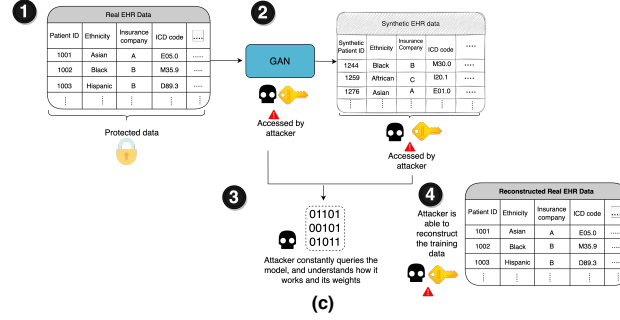 1
Real EHR Data
Patient ID Ethnicity Insurance company ICD code ....
1001 Asian A E05.0 .....
1002 Black B M35.9 ....
1003 Hispanic B D89.3 ....
Protected data
2
GAN
Accessed by
attacker
Synthetic EHR data
Synthetic Patient ID Ethnicity Insurance Company ICD code ....
1244 Black B M30.0 ....
1259 Aftrican C I20.1 .
1276 Asian A E01.0 ....
Accessed by
attacker
3
01101
00101
01011
Attacker constantly queries the
model, and understands how it
works and its weights
4
Attacker is
able to
reconstruct
the training
data
Reconstructed Real EHR Data
Patient ID Ethnicity Insurance company ICD code ....
1001 Asian A E05.0 ....
1002 Black B M35.9 ....
1003 Hispanic B D89.3 ....
(c)